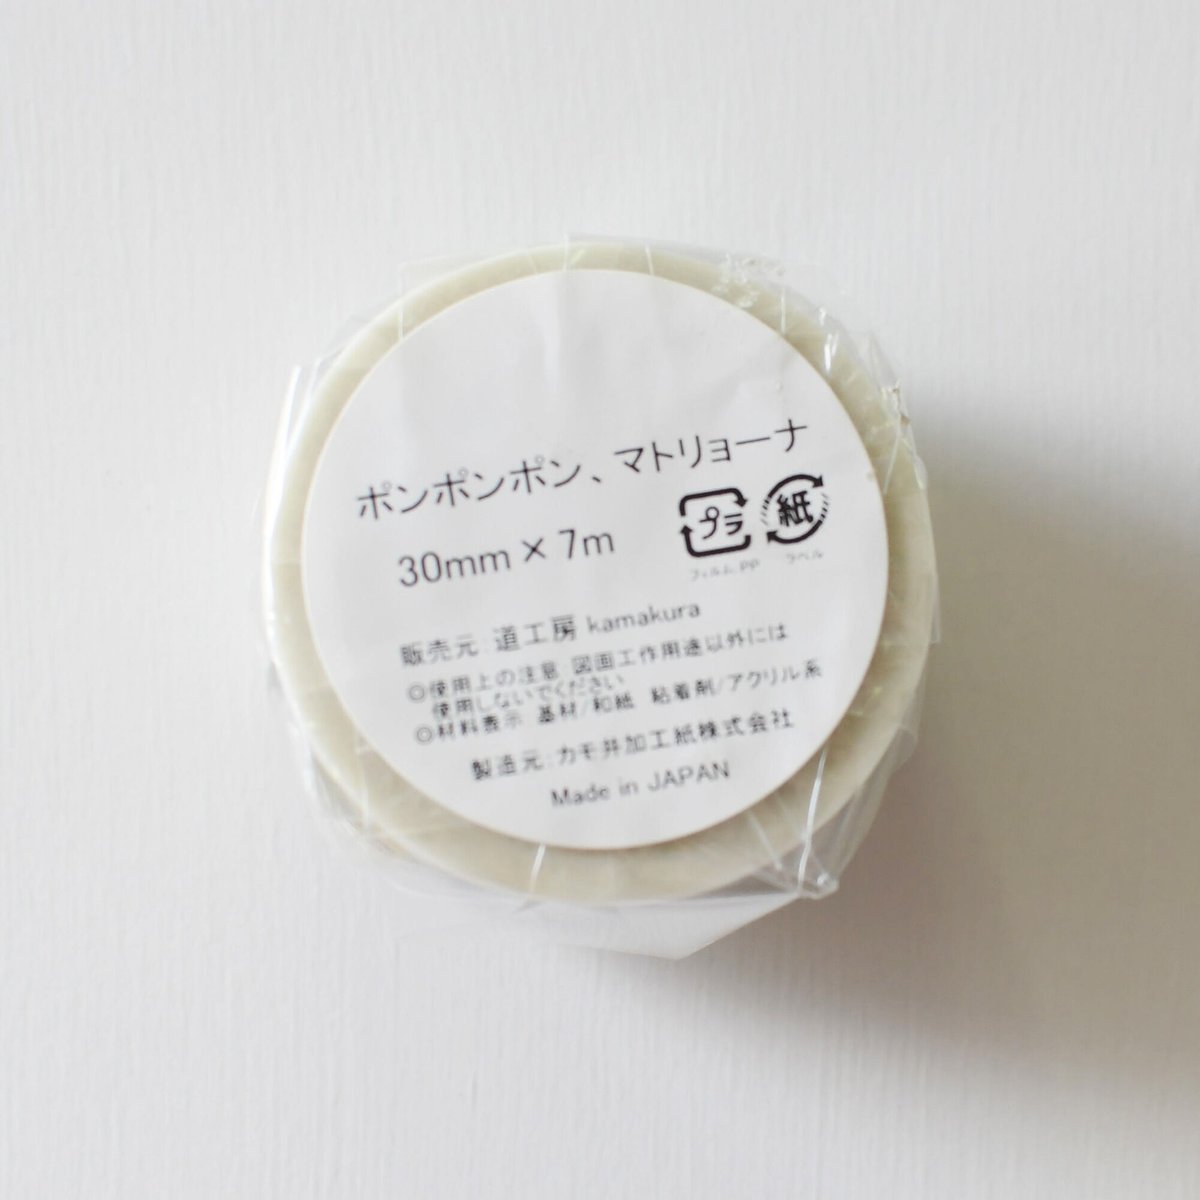 ポンポンポン、マトリョーナ
30mm×7m
プラ
紙
フィルム PP
ラベル
販売元:道工房 kamakura
◎使用上の注意:図画工作用途以外には
使用しないでください
◎材料表示 基材/和紙 粘着剤/アクリル系
製造元:カモ井加工紙株式会社
Made in JAPAN